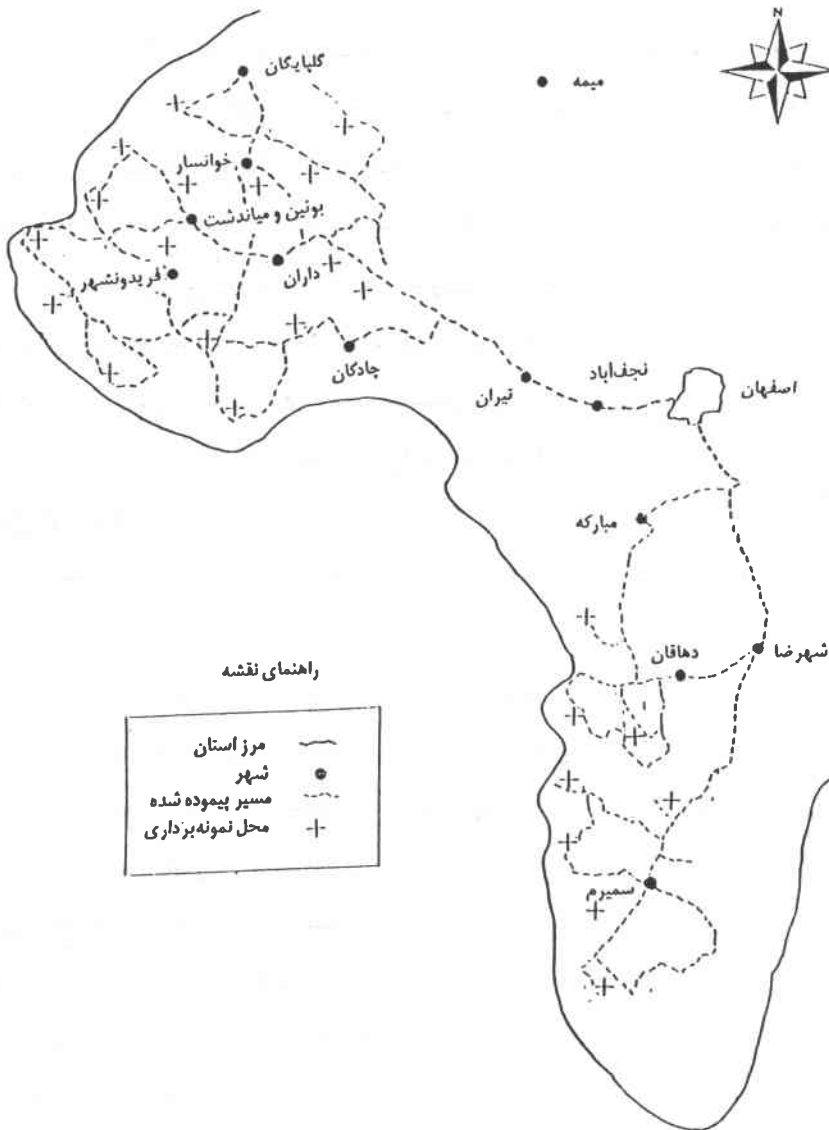 N
گلپایگان
میمه
خوانسار
بوئین و میاندشت
داران
فریدونشهر
چادگان
تیران
نجف‌آباد
اصفهان
مبارکه
دهاقان
شهرضا
سمیرم
راهنمای نقشه
مرز استان
شهر
مسیر پیموده شده
محل نمونه‌برداری